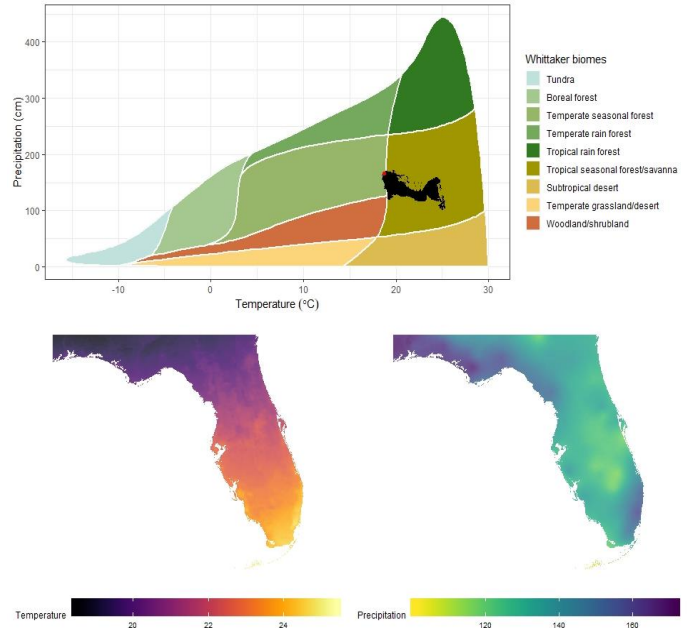 Whittaker biomes
Tundra
Boreal forest
Temperate seasonal forest
Temperate rain forest
Tropical rain forest
Tropical seasonal forest/savanna
Subtropical desert
Temperate grassland/desert
Woodland/shrubland
Precipitation (cm)
400
300
200
100
0
-10
0
10
20
30
Temperature (°C)
Temperature
20
22
24
Precipitation
120
140
160